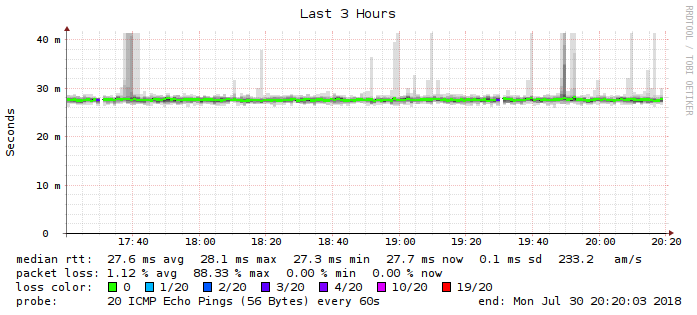 Last 3 Hours
RRDTOOL / TOBI OETIKER
Seconds
40 m
30 m
20 m
10 m
0
17:40 18:00 18:20 18:40 19:00 19:20 19:40 20:00 20:20
median rtt: 27.6 ms avg 28.1 ms max 27.3 ms min 27.7 ms now 0.1 ms sd 233.2 am/s
packet loss: 1.12 % avg 88.33 % max 0.00 % min 0.00 % now
loss color: 0 1/20 2/20 3/20 4/20 10/20 19/20
probe: 20 ICMP Echo Pings (56 Bytes) every 60s end: Mon Jul 30 20:20:03 2018